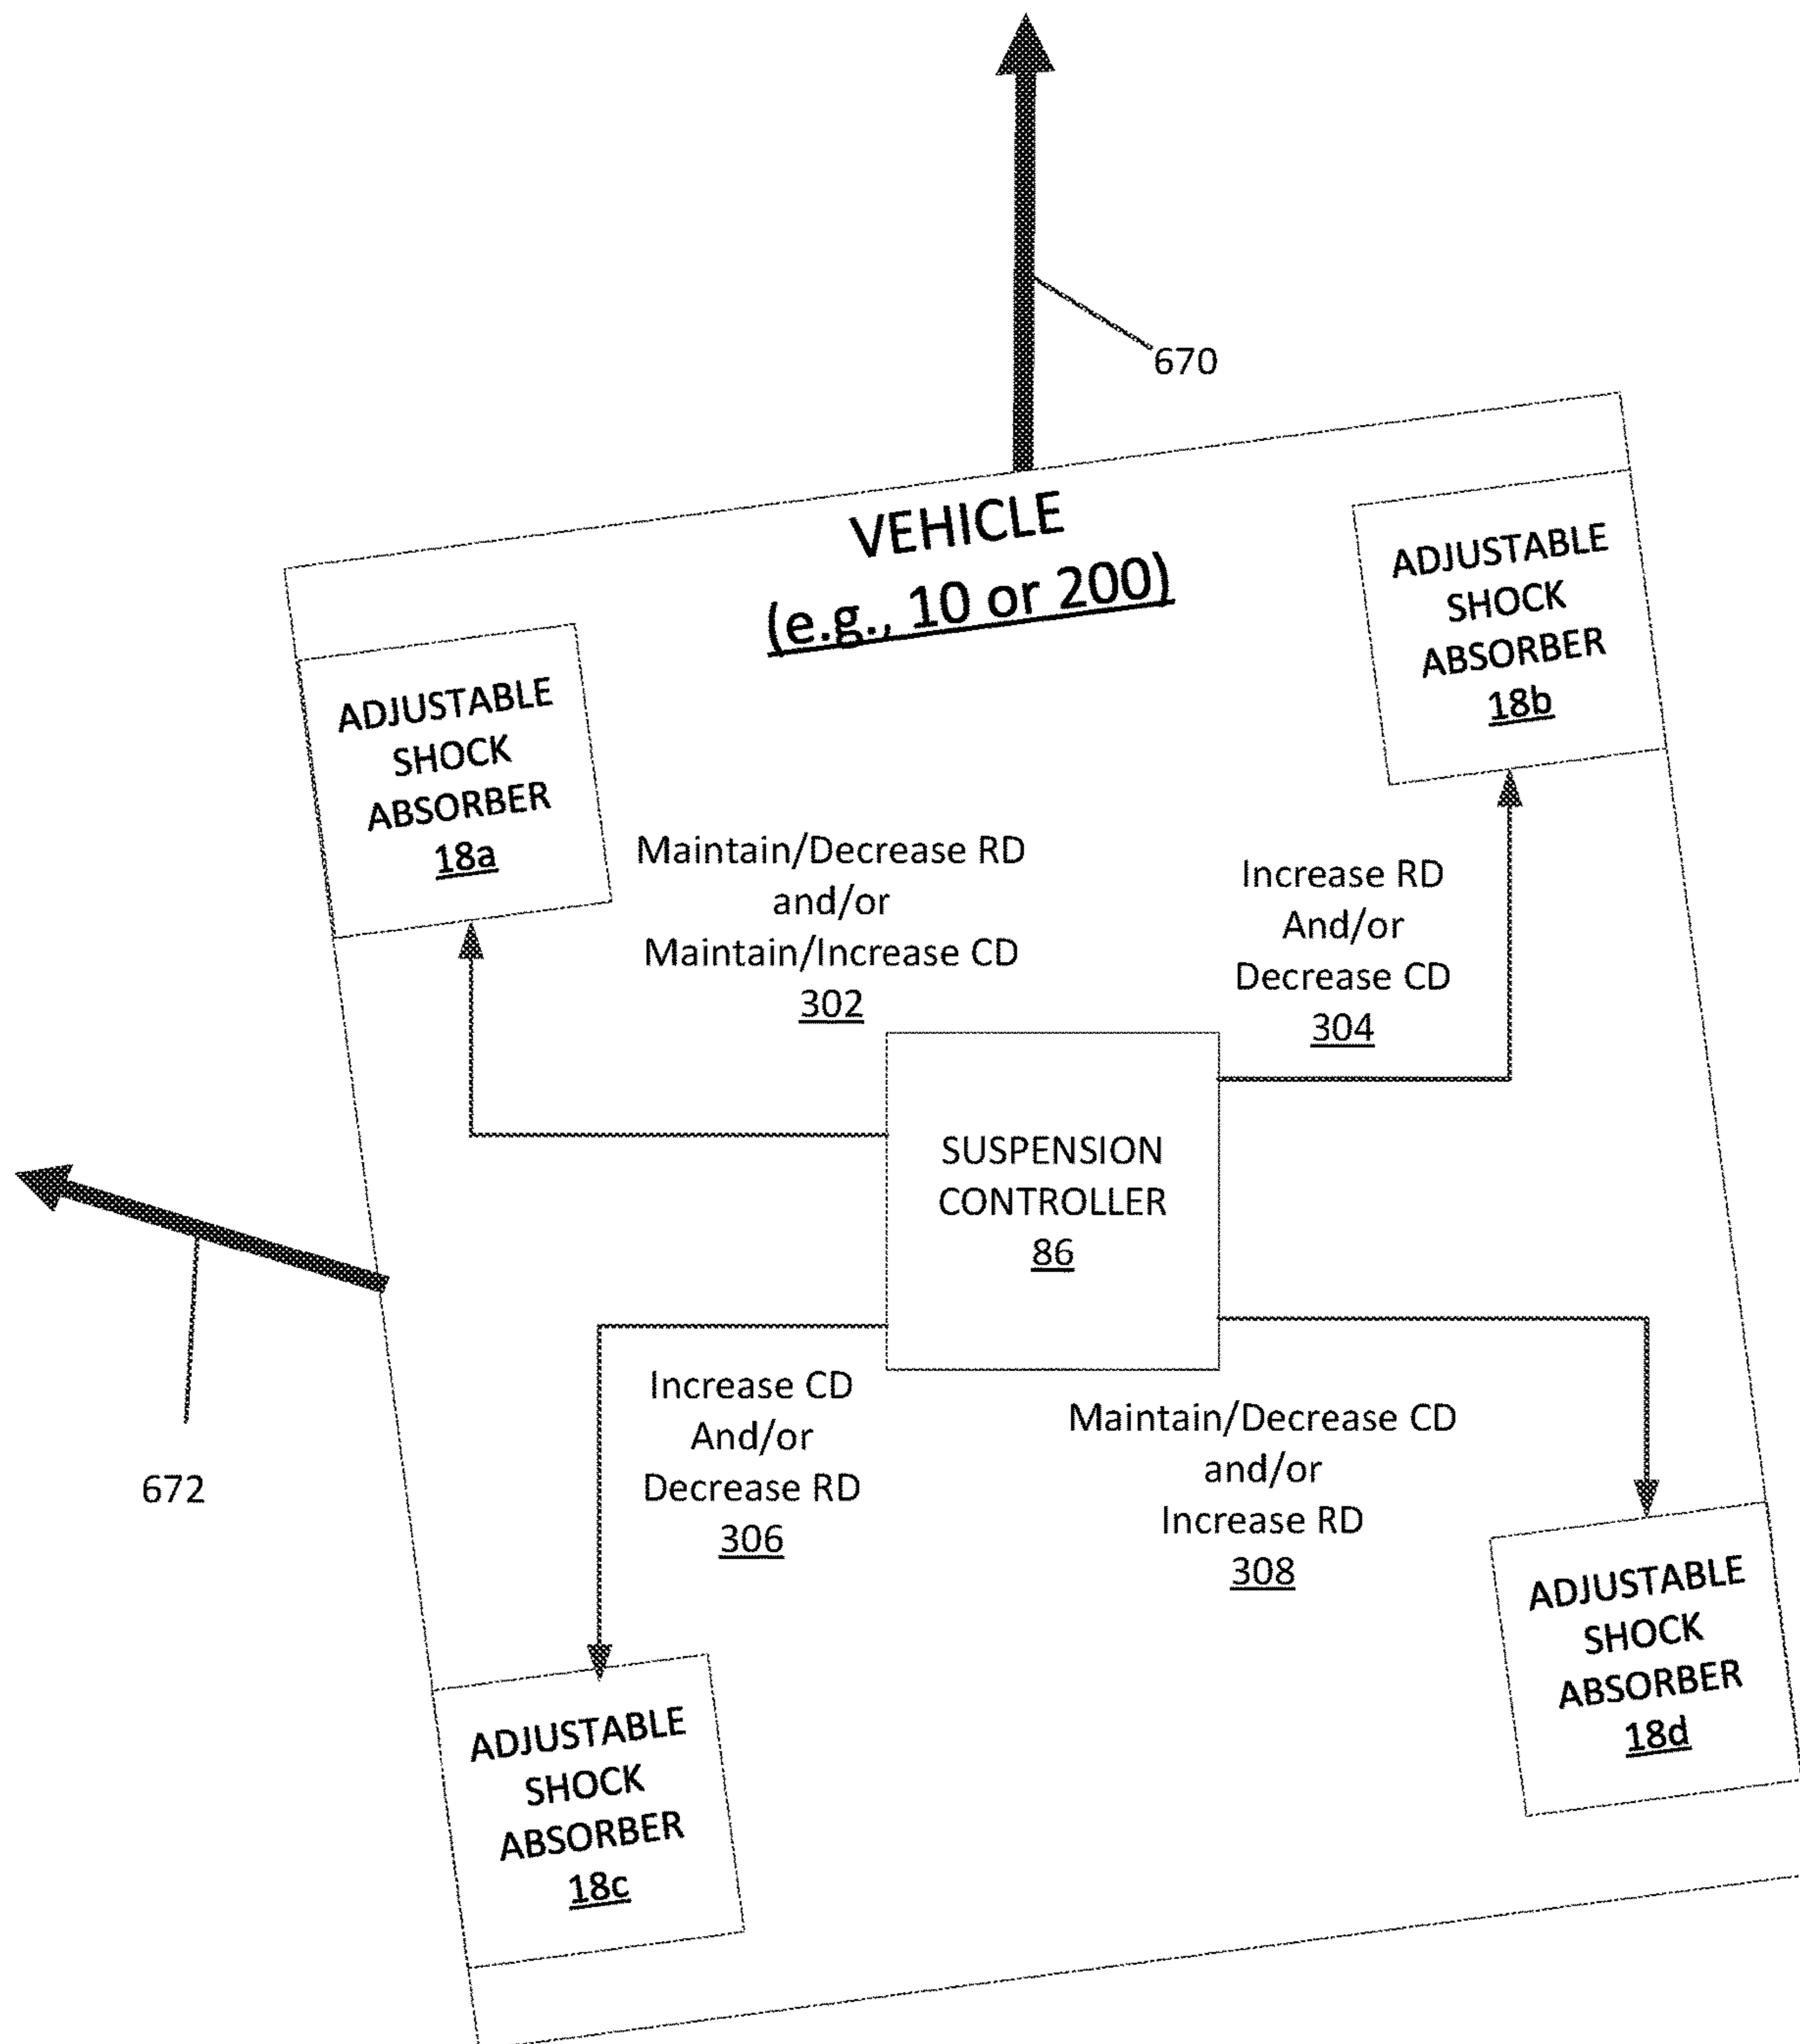 670
VEHICLE
(e.g., 10 or 200)
ADJUSTABLE
SHOCK
ABSORBER
18b
ADJUSTABLE
SHOCK
ABSORBER
18a
Maintain/Decrease RD
and/or
Maintain/Increase CD
302
Increase RD
And/or
Decrease CD
304
SUSPENSION
CONTROLLER
86
672
Increase CD
And/or
Decrease RD
306
Maintain/Decrease CD
and/or
Increase RD
308
ADJUSTABLE
SHOCK
ABSORBER
18d
ADJUSTABLE
SHOCK
ABSORBER
18c